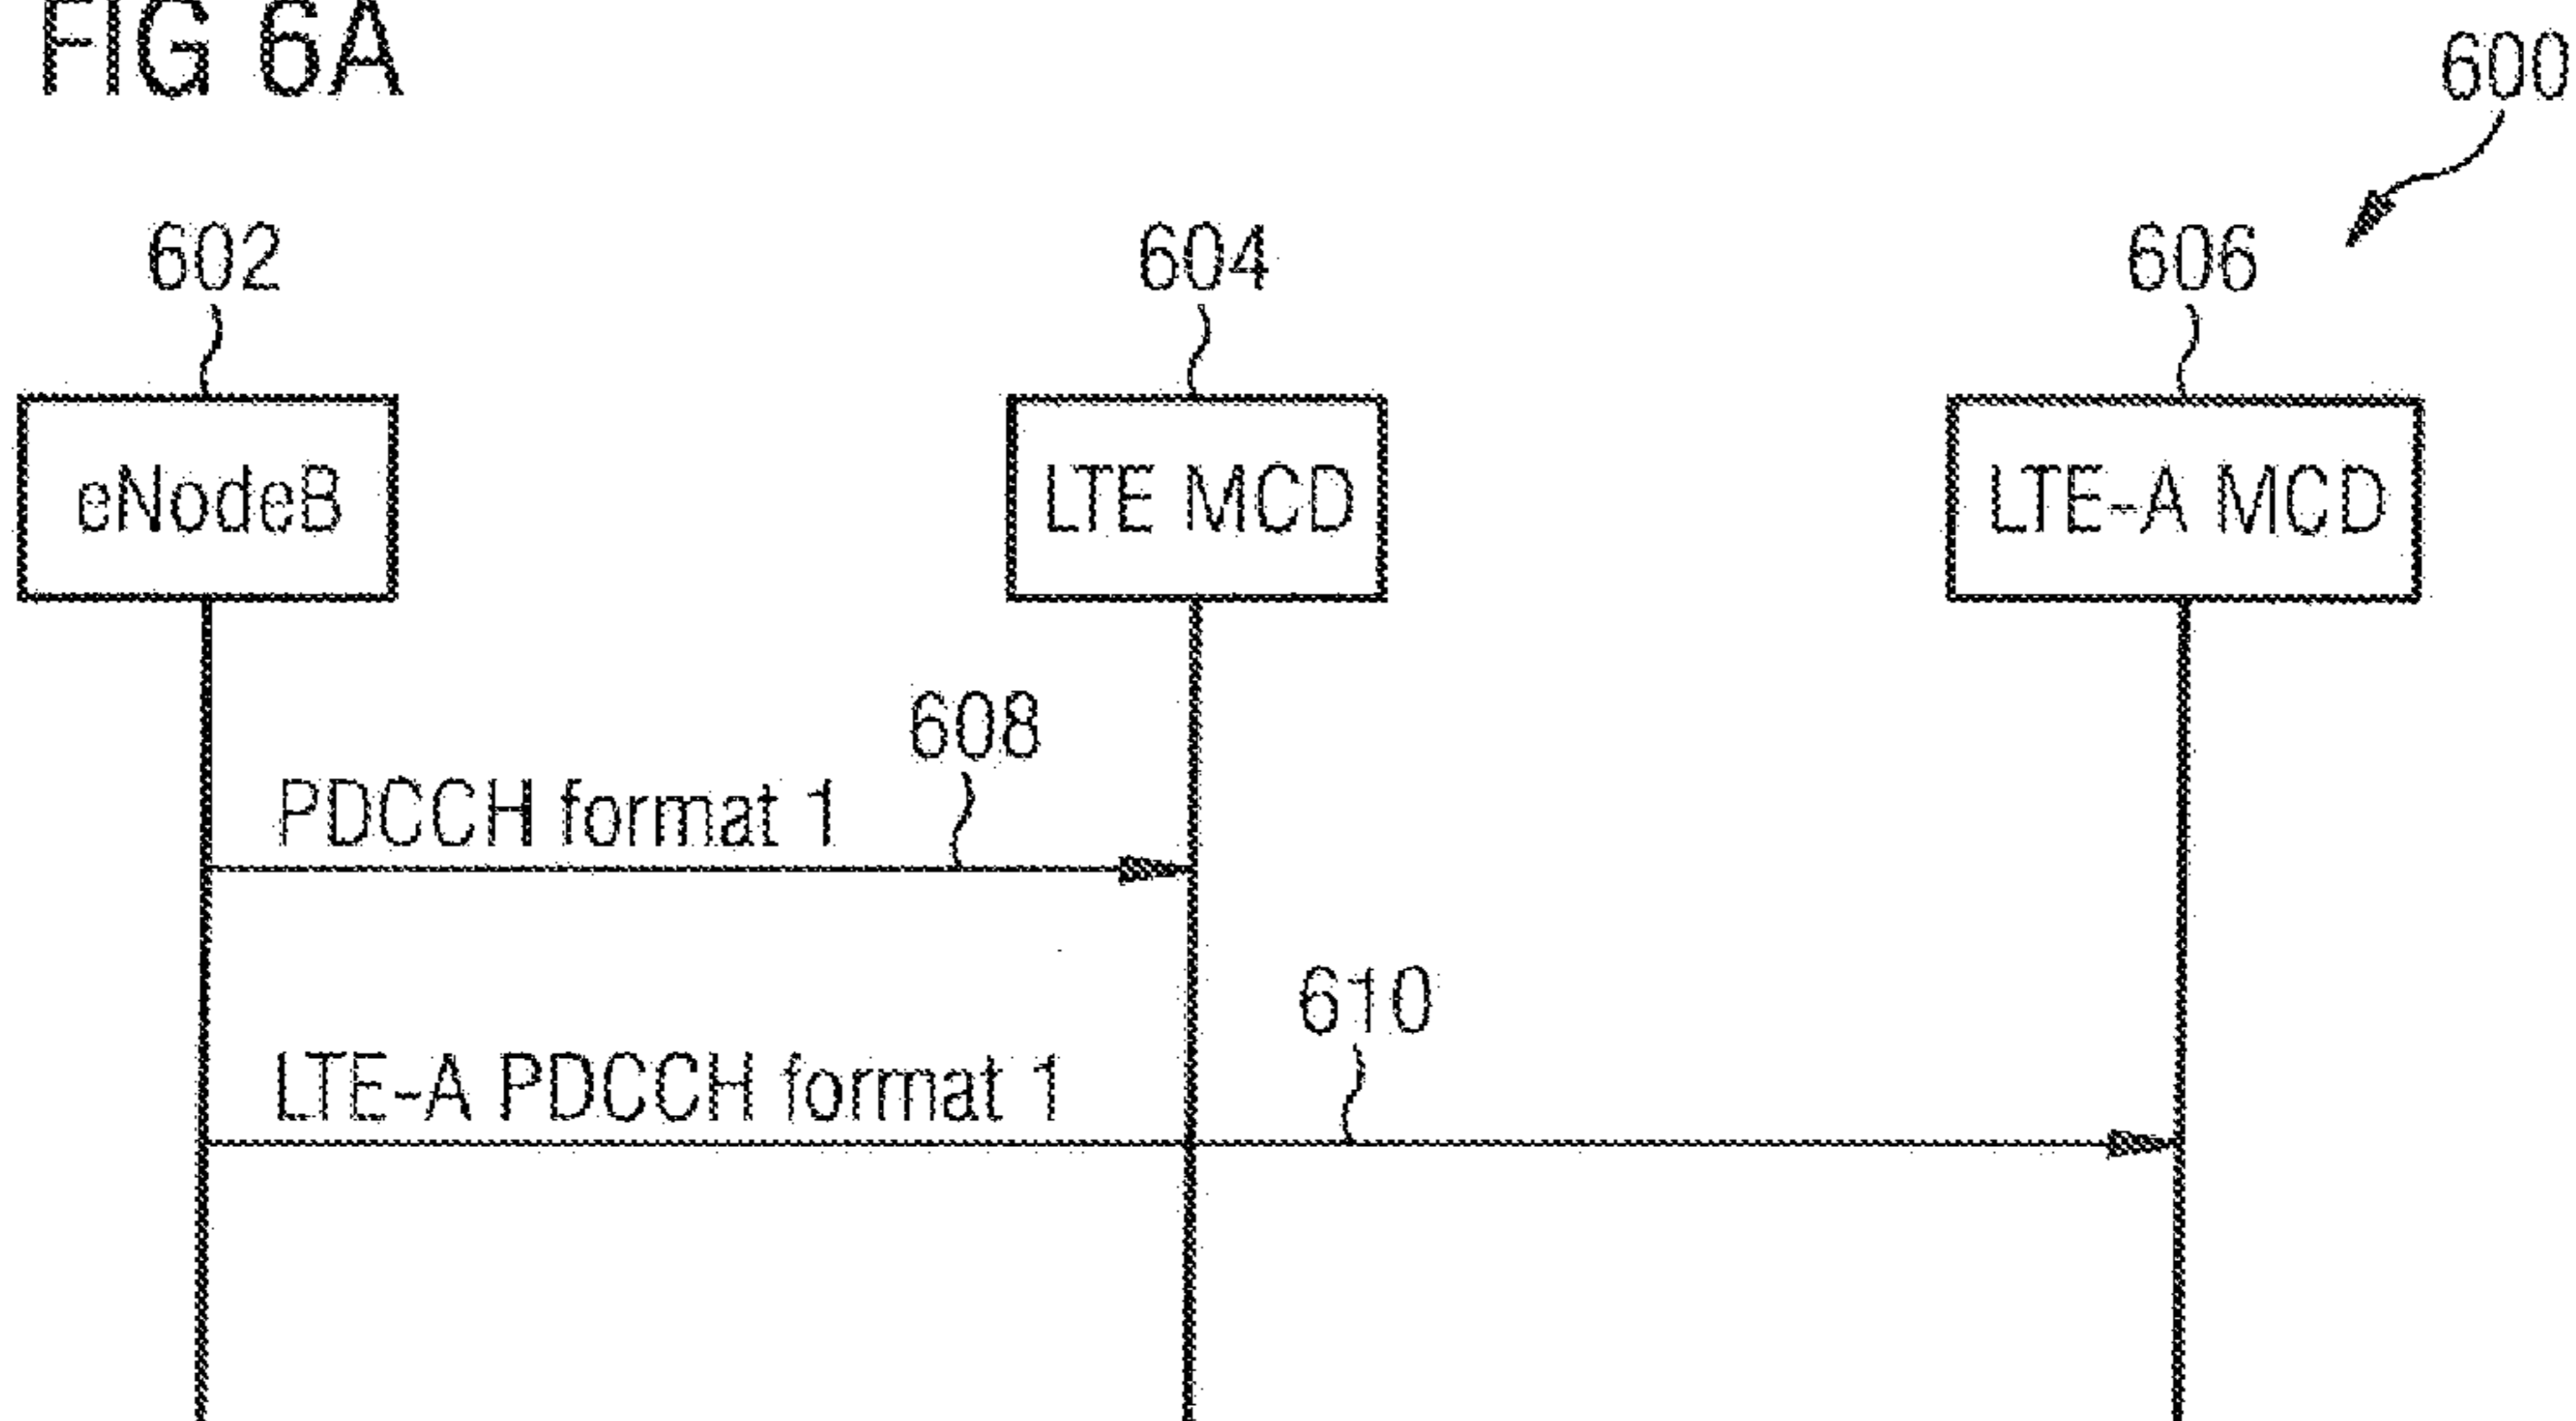 FIG 6A
600
602
604
606
eNodeB
LTE MCD
LTE-A MCD
608
PDCCH format 1
610
LTE-A PDCCH format 1